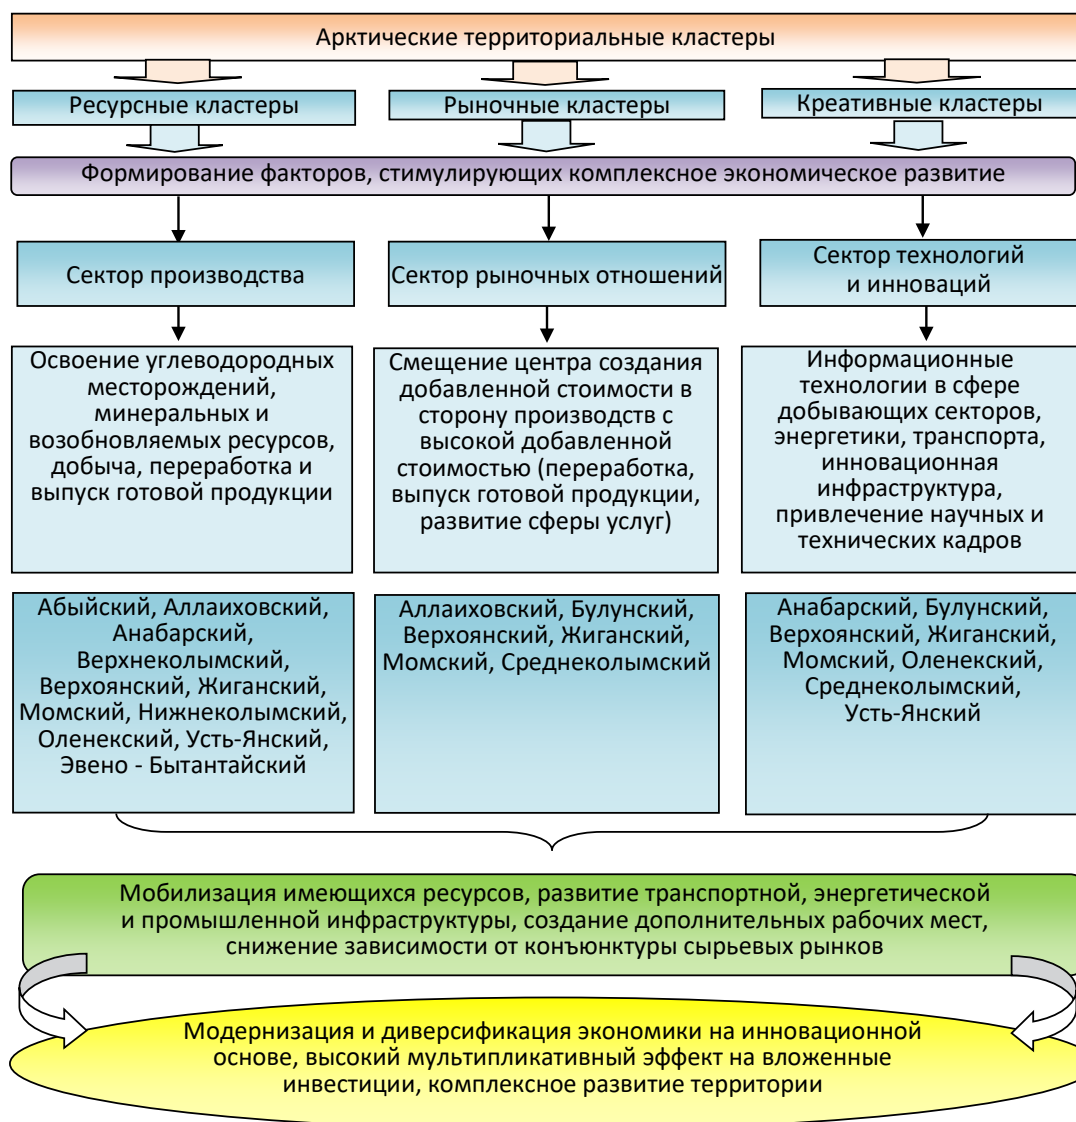 Арктические территориальные кластеры
Ресурсные кластеры
Рыночные кластеры
Креативные кластеры
Формирование факторов, стимулирующих комплексное экономическое развитие
Сектор производства
Сектор рыночных отношений
Сектор технологий
и инноваций
Освоение углеводородных
месторождений,
минеральных и
возобновляемых ресурсов,
добыча, переработка и
выпуск готовой продукции
Смещение центра создания
добавленной стоимости в
сторону производств с
высокой добавленной
стоимостью (переработка,
выпуск готовой продукции,
развитие сферы услуг)
Информационные
технологии в сфере
добывающих секторов,
энергетики, транспорта,
инновационная
инфраструктура,
привлечение научных и
технических кадров
Абыйский, Аллаиховский,
Анабарский,
Верхнеколымский,
Верхоянский, Жиганский,
Момский, Нижнеколымский,
Оленекский, Усть-Янский,
Эвено - Бытантайский
Аллаиховский, Булунский,
Верхоянский, Жиганский,
Момский, Среднеколымский
Анабарский, Булунский,
Верхоянский, Жиганский,
Момский, Оленекский,
Среднеколымский,
Усть-Янский
Мобилизация имеющихся ресурсов, развитие транспортной, энергетической
и промышленной инфраструктуры, создание дополнительных рабочих мест,
снижение зависимости от конъюнктуры сырьевых рынков
Модернизация и диверсификация экономики на инновационной
основе, высокий мультипликативный эффект на вложенные
инвестиции, комплексное развитие территории